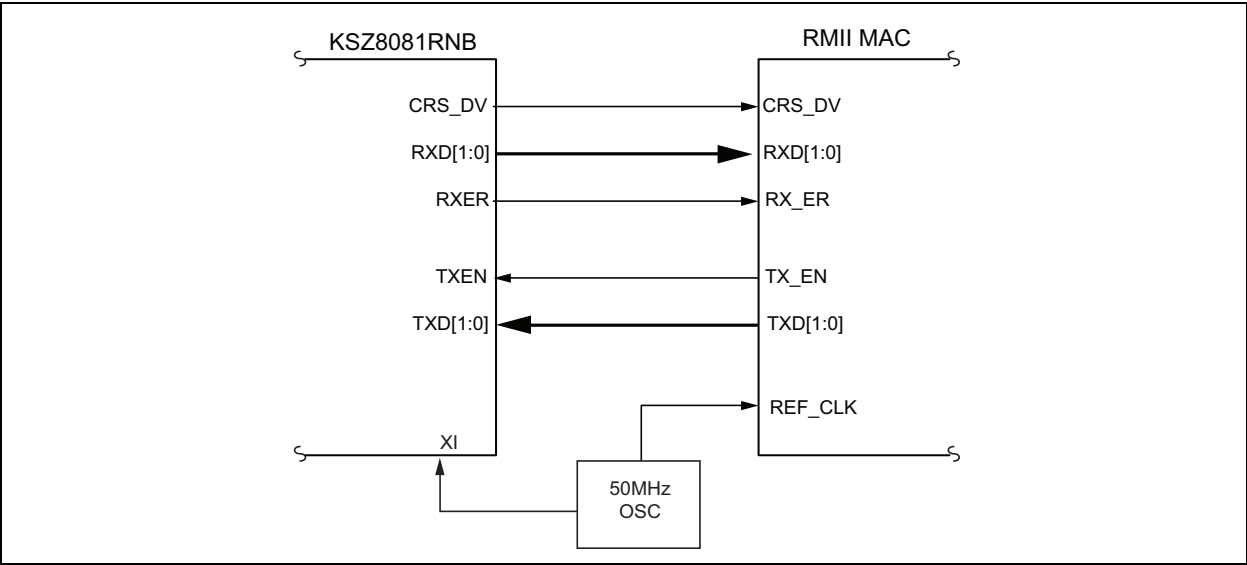 KSZ8081RNB
RMII MAC
CRS_DV
CRS_DV
RXD[1:0]
RXD[1:0]
RXER
RX_ER
TXEN
TX_EN
TXD[1:0]
TXD[1:0]
REF_CLK
XI
50MHz
OSC